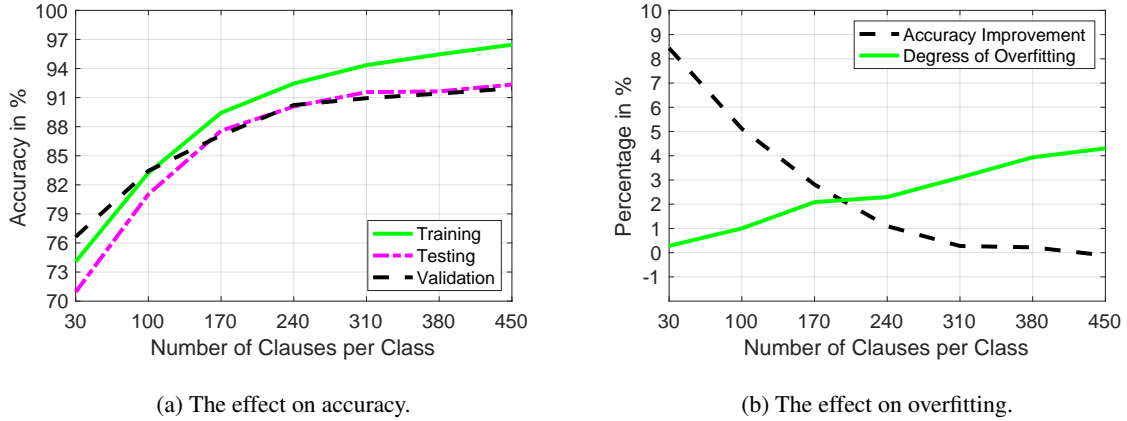 100
97
94
91
88
85
82
79
76
73
70
Accuracy in %
Training
Testing
Validation
30 100 170 240 310 380 450
Number of Clauses per Class
(a) The effect on accuracy.
10
9
8
7
6
5
4
3
2
1
0
-1
Percentage in %
Accuracy Improvement
Degress of Overfitting
30 100 170 240 310 380 450
Number of Clauses per Class
(b) The effect on overfitting.